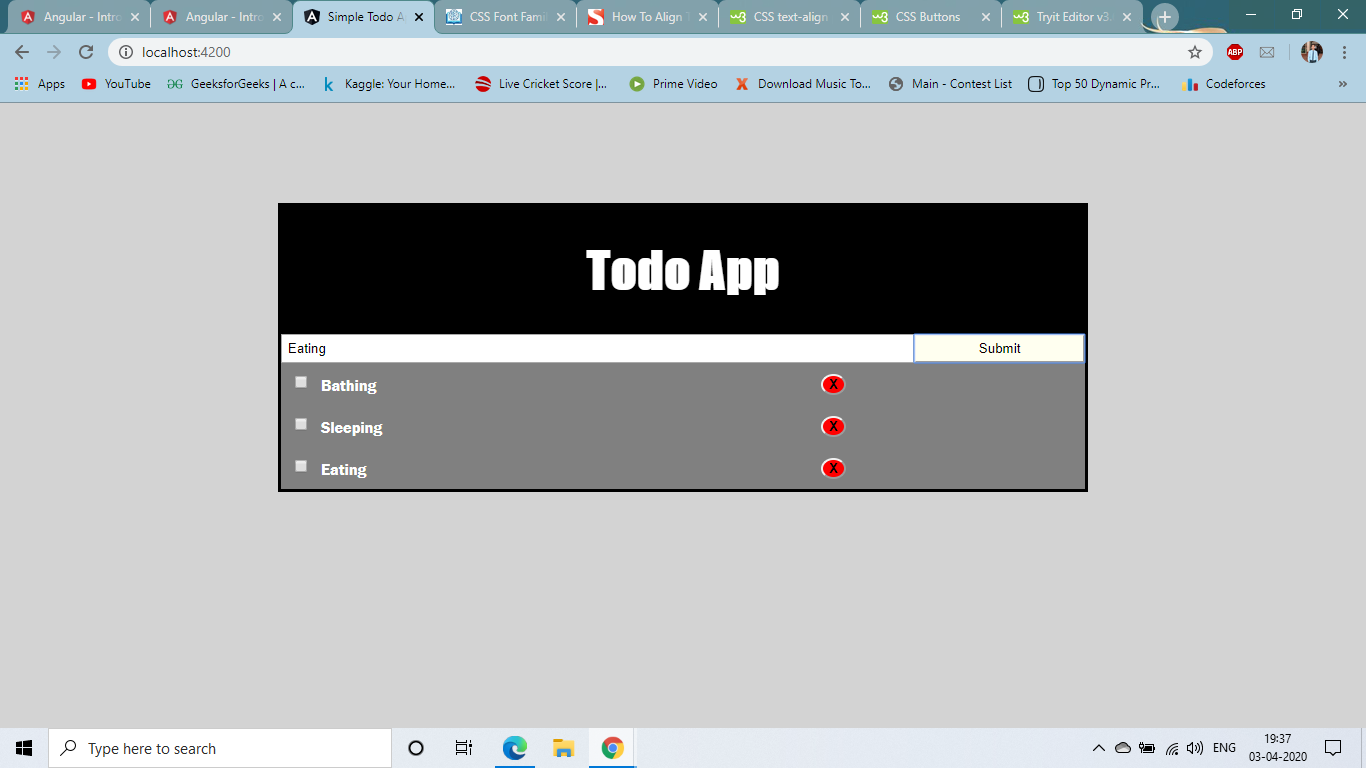 Angular - Intro
Angular - Intro
Simple Todo A
CSS Font Fami
How To Align T
CSS text-align
CSS Buttons
Tryit Editor v3.
localhost:4200
ABP
Apps
YouTube
GeeksforGeeks | A c...
Kaggle: Your Home...
Live Cricket Score |...
Prime Video
Download Music To...
Main - Contest List
Top 50 Dynamic Pr...
Codeforces
»
Todo App
Eating
Submit
Bathing
X
Sleeping
X
Eating
X
Type here to search
ENG
19:37
03-04-2020